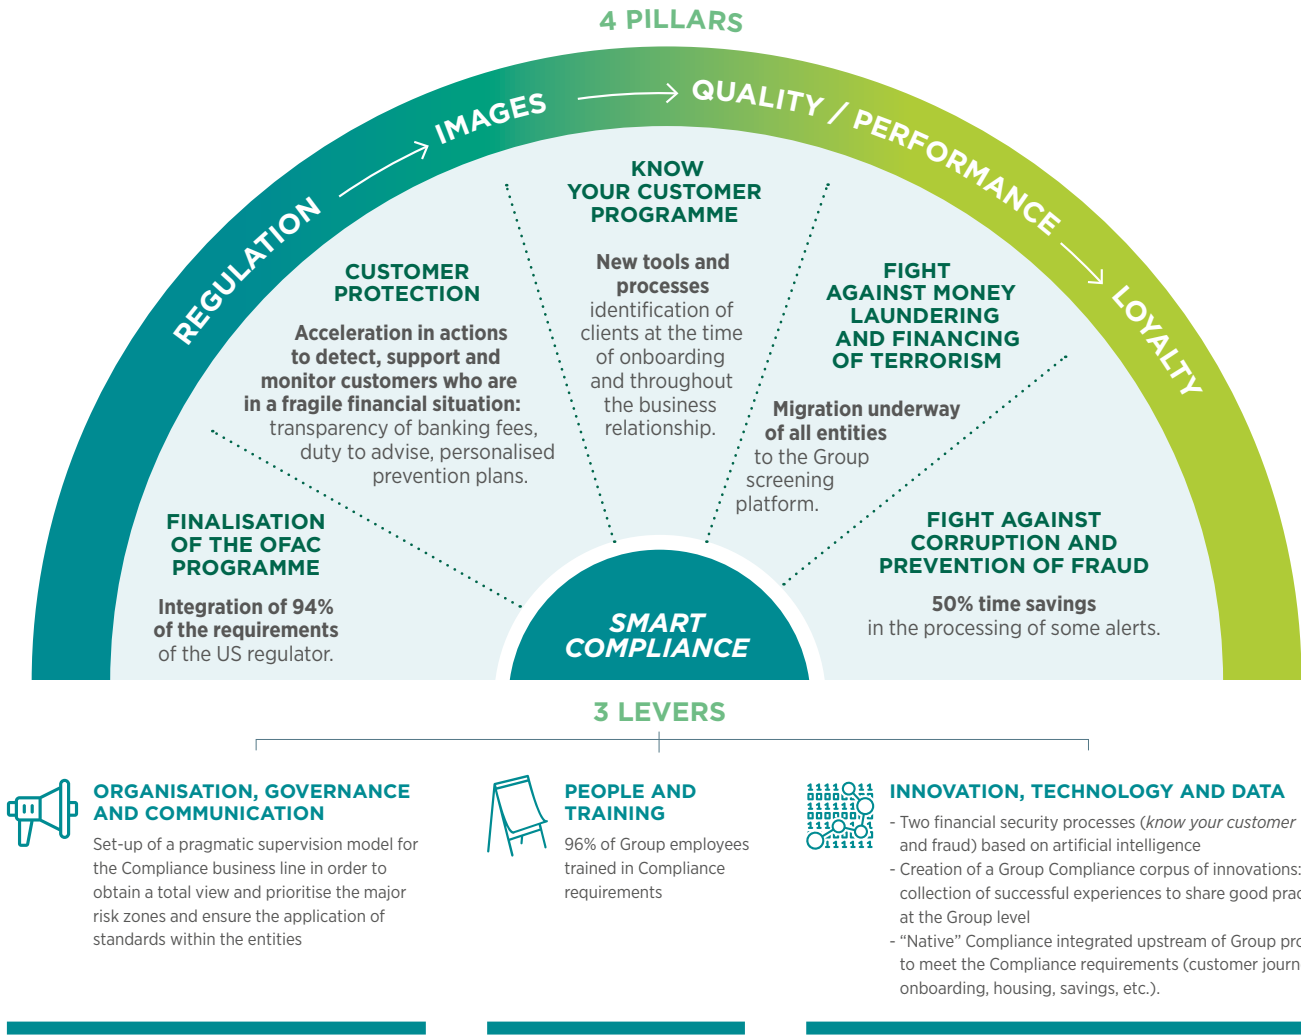 4 PILLARS
REGULATION
IMAGES
QUALITY / PERFORMANCE
LOYALTY
FINALISATION
OF THE OFAC
PROGRAMME
Integration of 94%
of the requirements
of the US regulator.
CUSTOMER
PROTECTION
Acceleration in actions
to detect, support and
monitor customers who are
in a fragile financial situation:
transparency of banking fees,
duty to advise, personalised
prevention plans.
KNOW
YOUR CUSTOMER
PROGRAMME
New tools and
processes
identification of
clients at the time
of onboarding
and throughout
the business
relationship.
FIGHT
AGAINST MONEY
LAUNDERING
AND FINANCING
OF TERRORISM
Migration underway
of all entities
to the Group
screening
platform.
FIGHT AGAINST
CORRUPTION AND
PREVENTION OF FRAUD
50% time savings
in the processing of some alerts.
SMART
COMPLIANCE
3 LEVERS
ORGANISATION, GOVERNANCE
AND COMMUNICATION
Set-up of a pragmatic supervision model for
the Compliance business line in order to
obtain a total view and prioritise the major
risk zones and ensure the application of
standards within the entities
PEOPLE AND
TRAINING
96% of Group employees
trained in Compliance
requirements
INNOVATION, TECHNOLOGY AND DATA
- Two financial security processes (know your customer
and fraud) based on artificial intelligence
- Creation of a Group Compliance corpus of innovations:
collection of successful experiences to share good
at the Group level
- “Native” Compliance integrated upstream of Group
to meet the Compliance requirements (customer
onboarding, housing, savings, etc.).